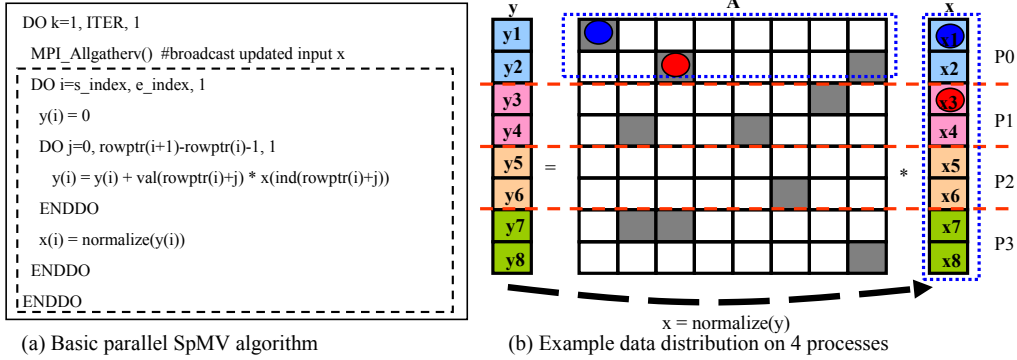 DO k=1, ITER, 1
MPI_Allgatherv() #broadcast updated input x
DO i=s_index, e_index, 1
y(i) = 0
DO j=0, rowptr(i+1)-rowptr(i)-1, 1
y(i) = y(i) + val(rowptr(i)+j) * x(ind(rowptr(i)+j))
ENDDO
x(i) = normalize(y(i))
ENDDO
ENDDO
(a) Basic parallel SpMV algorithm
y
A
x
y1
y2
y3
y4
y5
y6
y7
y8
=
*
x1
x2
x3
x4
x5
x6
x7
x8
P0
P1
P2
P3
x = normalize(y)
(b) Example data distribution on 4 processes